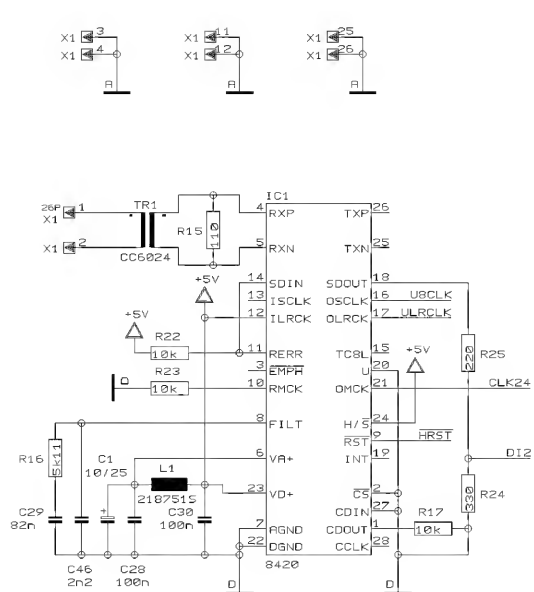 X1 3
X1 4
A
X1 11
X1 12
A
X1 25
X1 26
A
26P
X1 1
X1 2
TR1
CC6024
R15
110
IC1
4 RXP TXP 26
5 RXN TXN 25
14 SDIN SDOUT 18
13 ISCLK OSCLK 16 U8CLK
12 ILRCK OLRCK 17 ULRCLK
11 RERR TCBL 15
3 EMPH U 20
10 RMCK OMCK 21 CLK24
8 FILT H/S 24
RST 9 HRST
6 VA+ INT 19
23 VD+ CS 2
CDIN 27
7 AGND CDOUT 1
22 DGND CCLK 28
8420
+5V
+5V
R22
10k
R23
10k
D
+5V
R25
220
DI2
R24
330
R17
10k
R16
5k11
C1
10/25
+
L1
218751S
C29
82n
C30
100n
C46
2n2
C28
100n
D
D